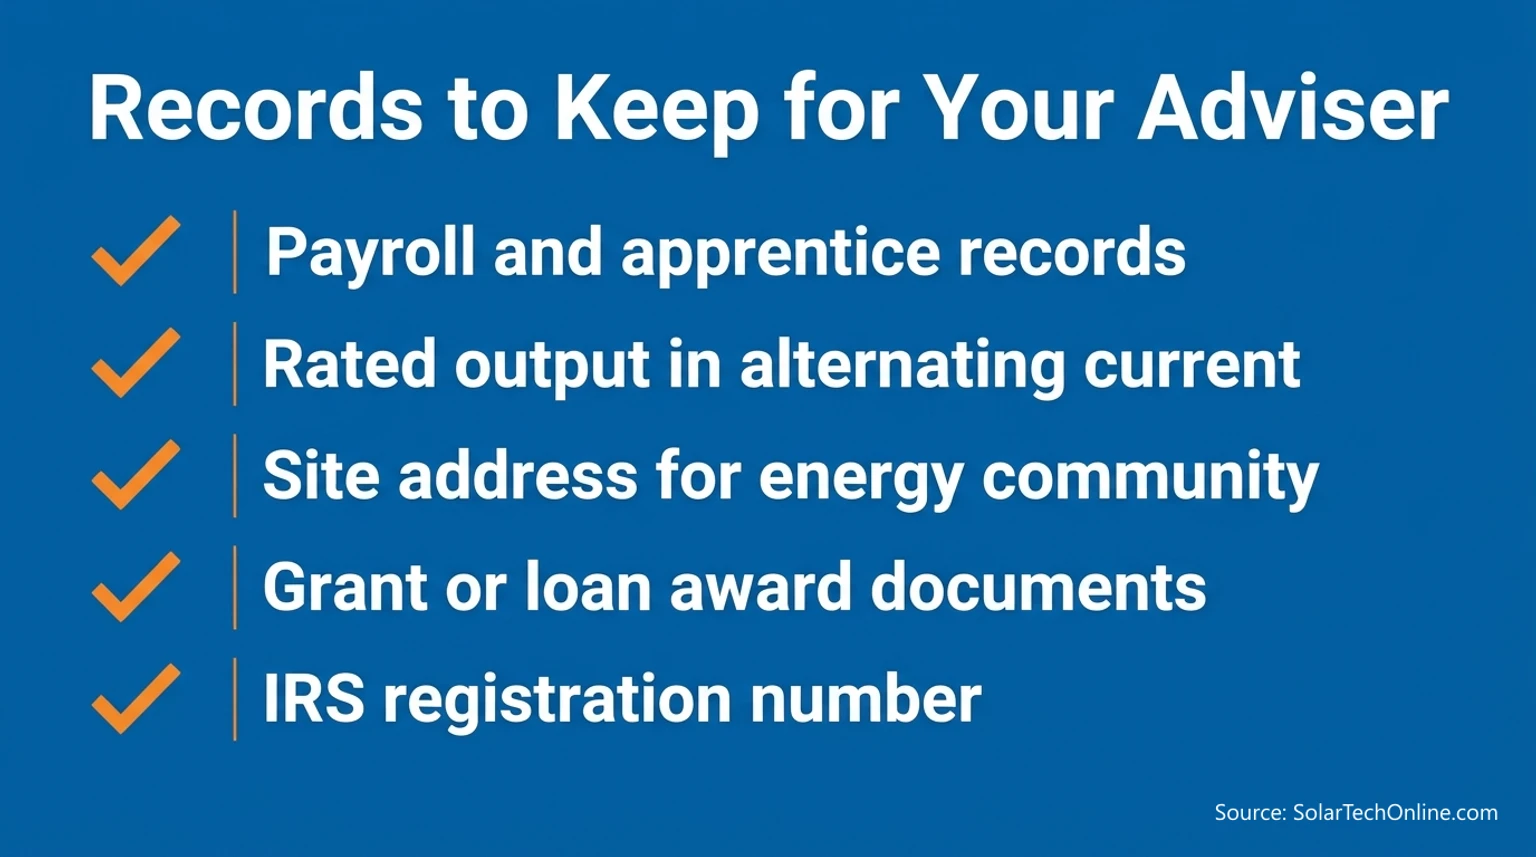 Records to Keep for Your Adviser
Payroll and apprentice records
Rated output in alternating current
Site address for energy community
Grant or loan award documents
IRS registration number
Source: SolarTechOnline.com